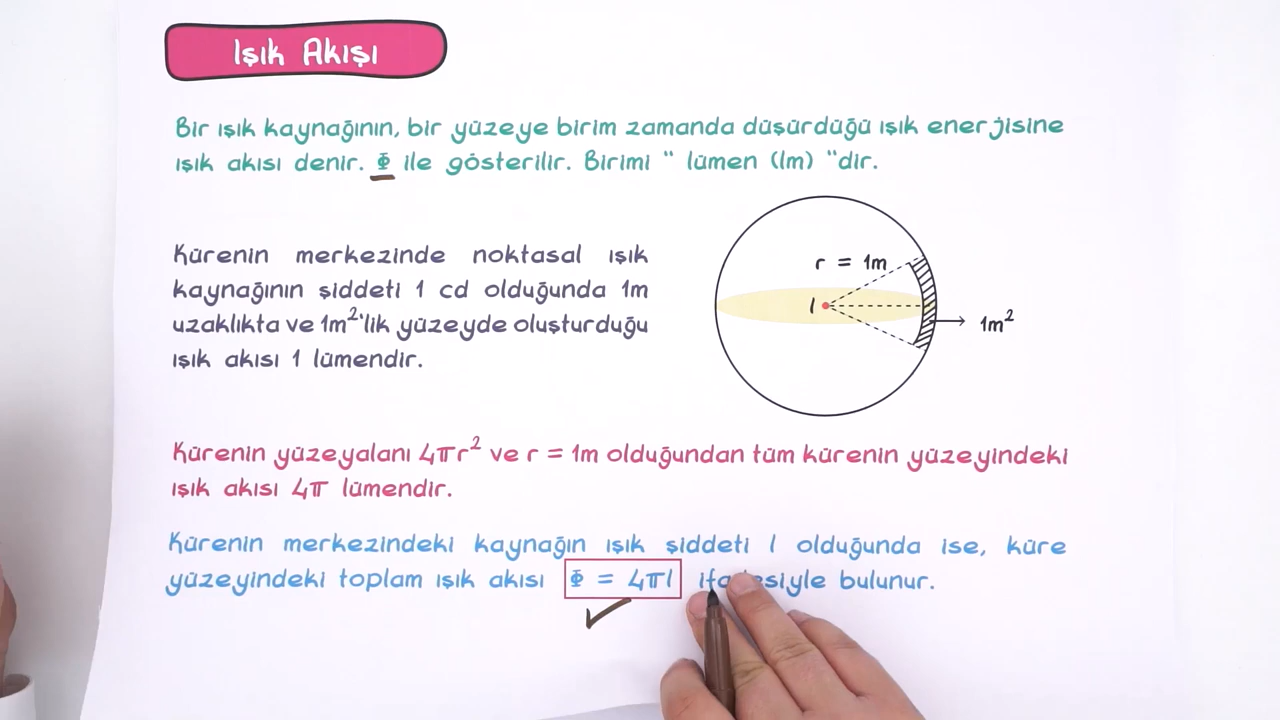 Işık Akışı
Bir ışık kaynağının, bir yüzeye birim zamanda düşürdüğü ışık enerjisine
ışık akısı denir. Φ ile gösterilir. Birimi “ lümen (lm) “dir.
Kürenin merkezinde noktasal ışık
kaynağının şiddeti 1 cd olduğunda 1m
uzaklıkta ve 1m²'lik yüzeyde oluşturduğu
ışık akısı 1 lümendir.
r = 1m
I
1m²
Kürenin yüzeyalanı 4πr² ve r = 1m olduğundan tüm kürenin yüzeyindeki
ışık akısı 4π lümendir.
Kürenin merkezindeki kaynağın ışık şiddeti I olduğunda ise, küre
yüzeyindeki toplam ışık akısı Φ = 4πI bulunur.